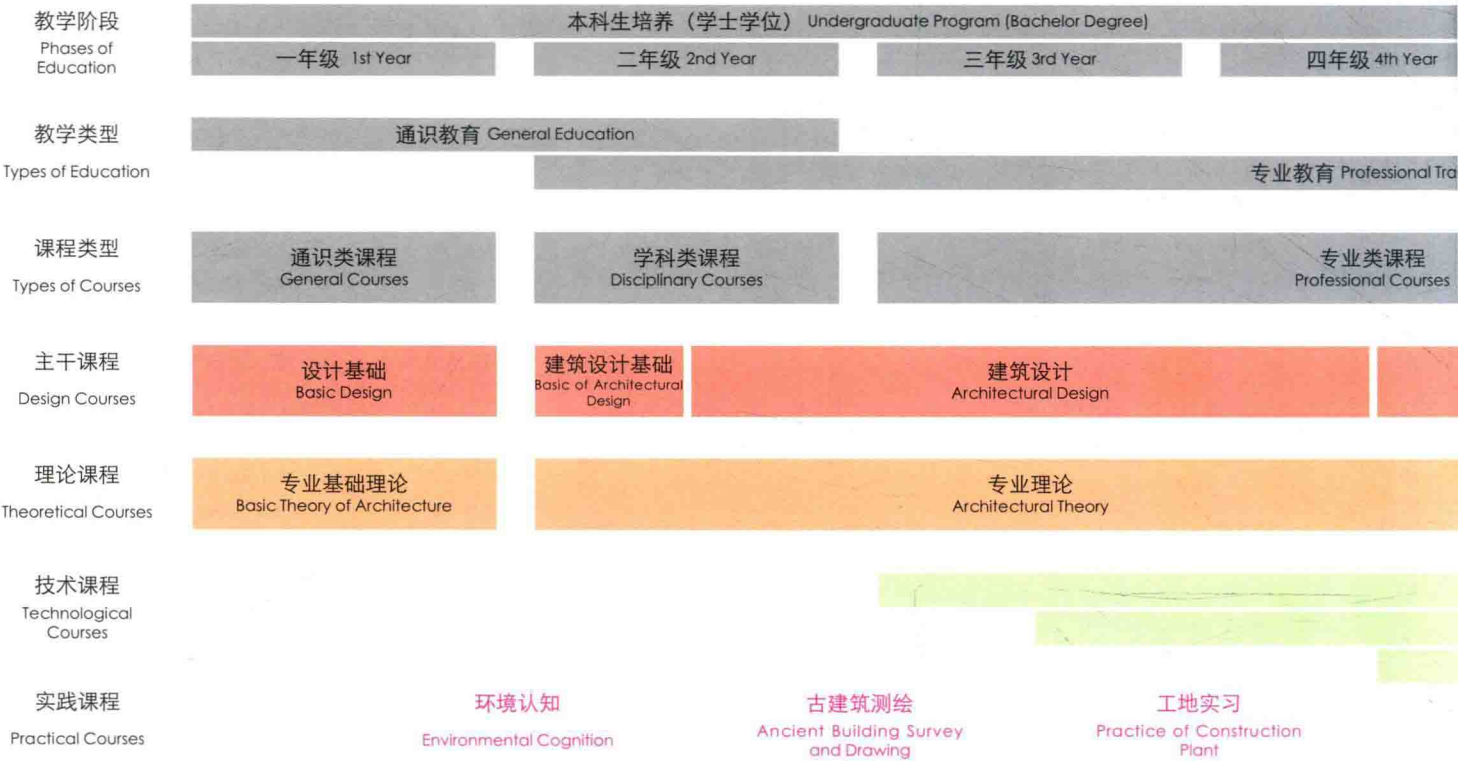 教学阶段
Phases of
Education
本科生培养（学士学位） Undergraduate Program (Bachelor Degree)
一年级 1st Year
二年级 2nd Year
三年级 3rd Year
四年级 4th Year
教学类型
Types of Education
通识教育 General Education
专业教育 Professional Tra
课程类型
Types of Courses
通识类课程
General Courses
学科类课程
Disciplinary Courses
专业类课程
Professional Courses
主干课程
Design Courses
设计基础
Basic Design
建筑设计基础
Basic of Architectural
Design
建筑设计
Architectural Design
理论课程
Theoretical Courses
专业基础理论
Basic Theory of Architecture
专业理论
Architectural Theory
技术课程
Technological
Courses
实践课程
Practical Courses
环境认知
Environmental Cognition
古建筑测绘
Ancient Building Survey
and Drawing
工地实习
Practice of Construction
Plant